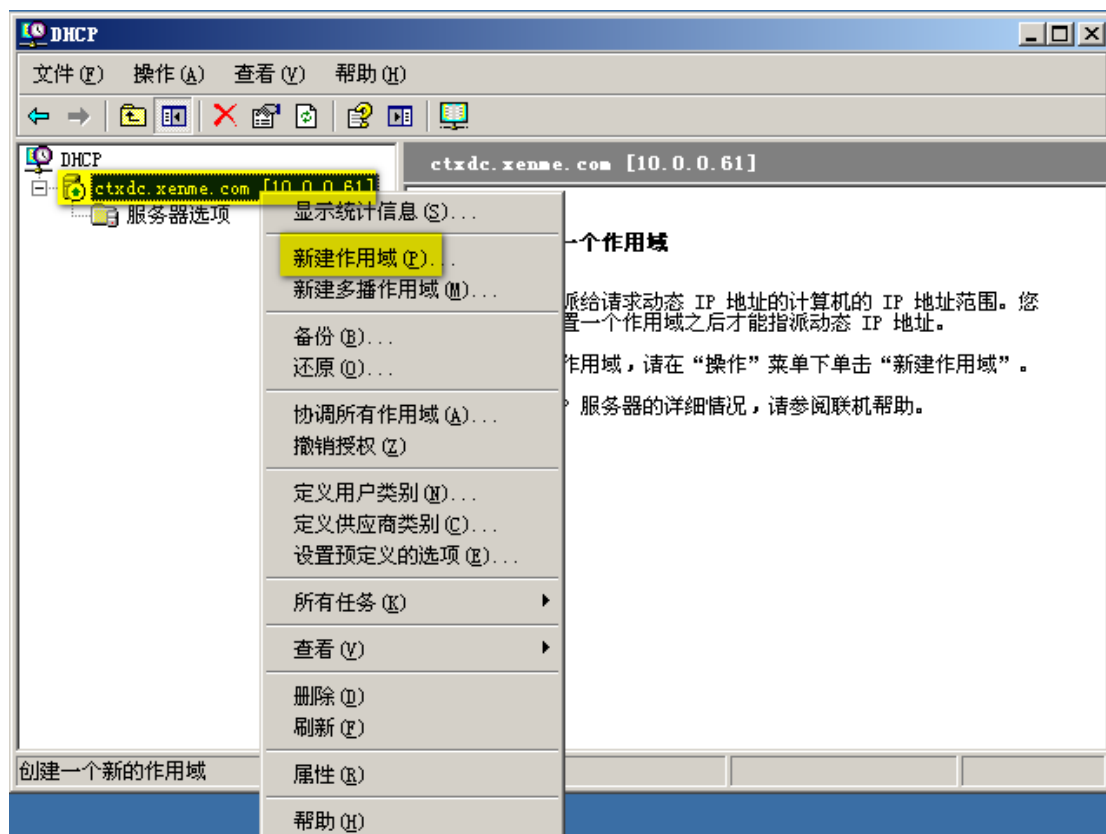 DHCP
文件(F) 操作(A) 查看(V) 帮助(H)
DHCP
ctxdc.xenme.com [10.0.0.61]
服务器选项
ctxdc.xenme.com [10.0.0.61]
一个作用域
派给请求动态 IP 地址的计算机的 IP 地址范围。您
置一个作用域之后才能指派动态 IP 地址。
作用域，请在“操作”菜单下单击“新建作用域”。
服务器的详细情况，请参阅联机帮助。
显示统计信息(S)...
新建作用域(P)...
新建多播作用域(M)...
备份(B)...
还原(O)...
协调所有作用域(A)...
撤销授权(Z)
定义用户类别(N)...
定义供应商类别(C)...
设置预定义的选项(E)...
所有任务(K)
查看(V)
删除(D)
刷新(F)
属性(R)
帮助(H)
创建一个新的作用域